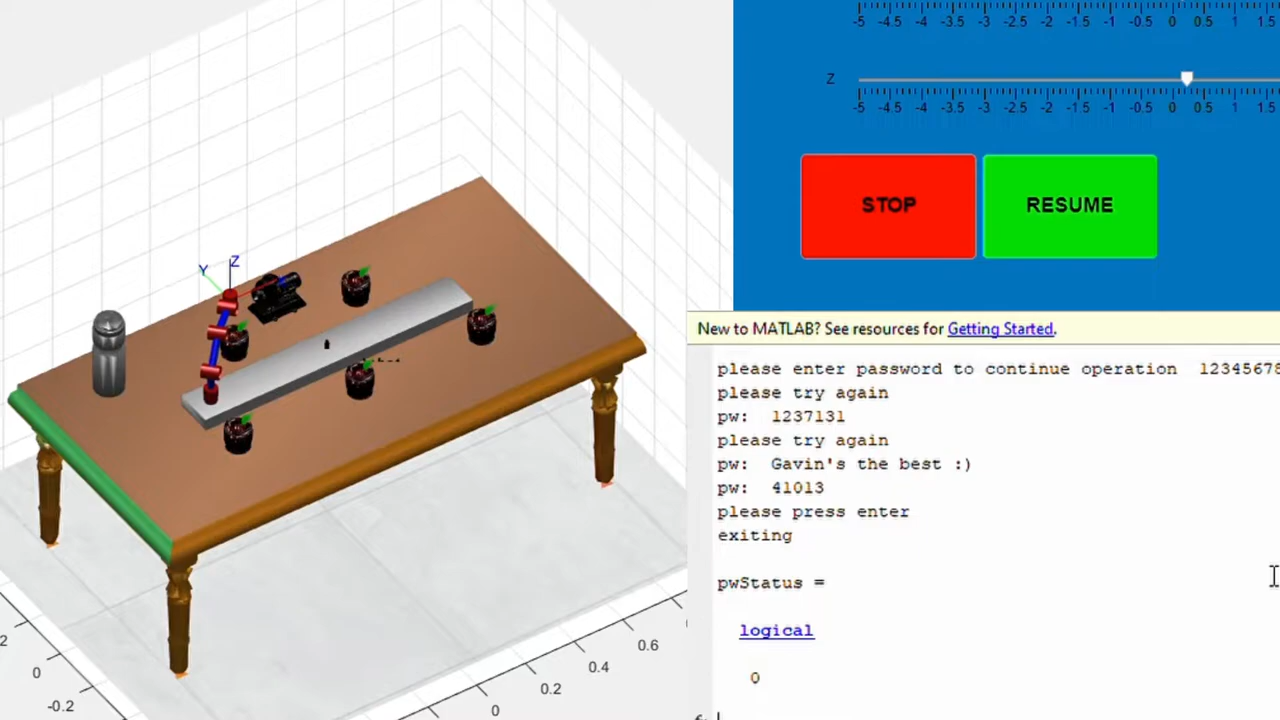 -5 -4.5 -4 -3.5 -3 -2.5 -2 -1.5 -1 -0.5 0 0.5 1 1.5
Z
-5 -4.5 -4 -3.5 -3 -2.5 -2 -1.5 -1 -0.5 0 0.5 1 1.5
STOP RESUME
Y Z
New to MATLAB? See resources for Getting Started.
please enter password to continue operation 12345678
please try again
pw: 1237131
please try again
pw: Gavin's the best :)
pw: 41013
please press enter
exiting
pwStatus =
logical
0
0.6
0.4
0.2
0
0
-0.2